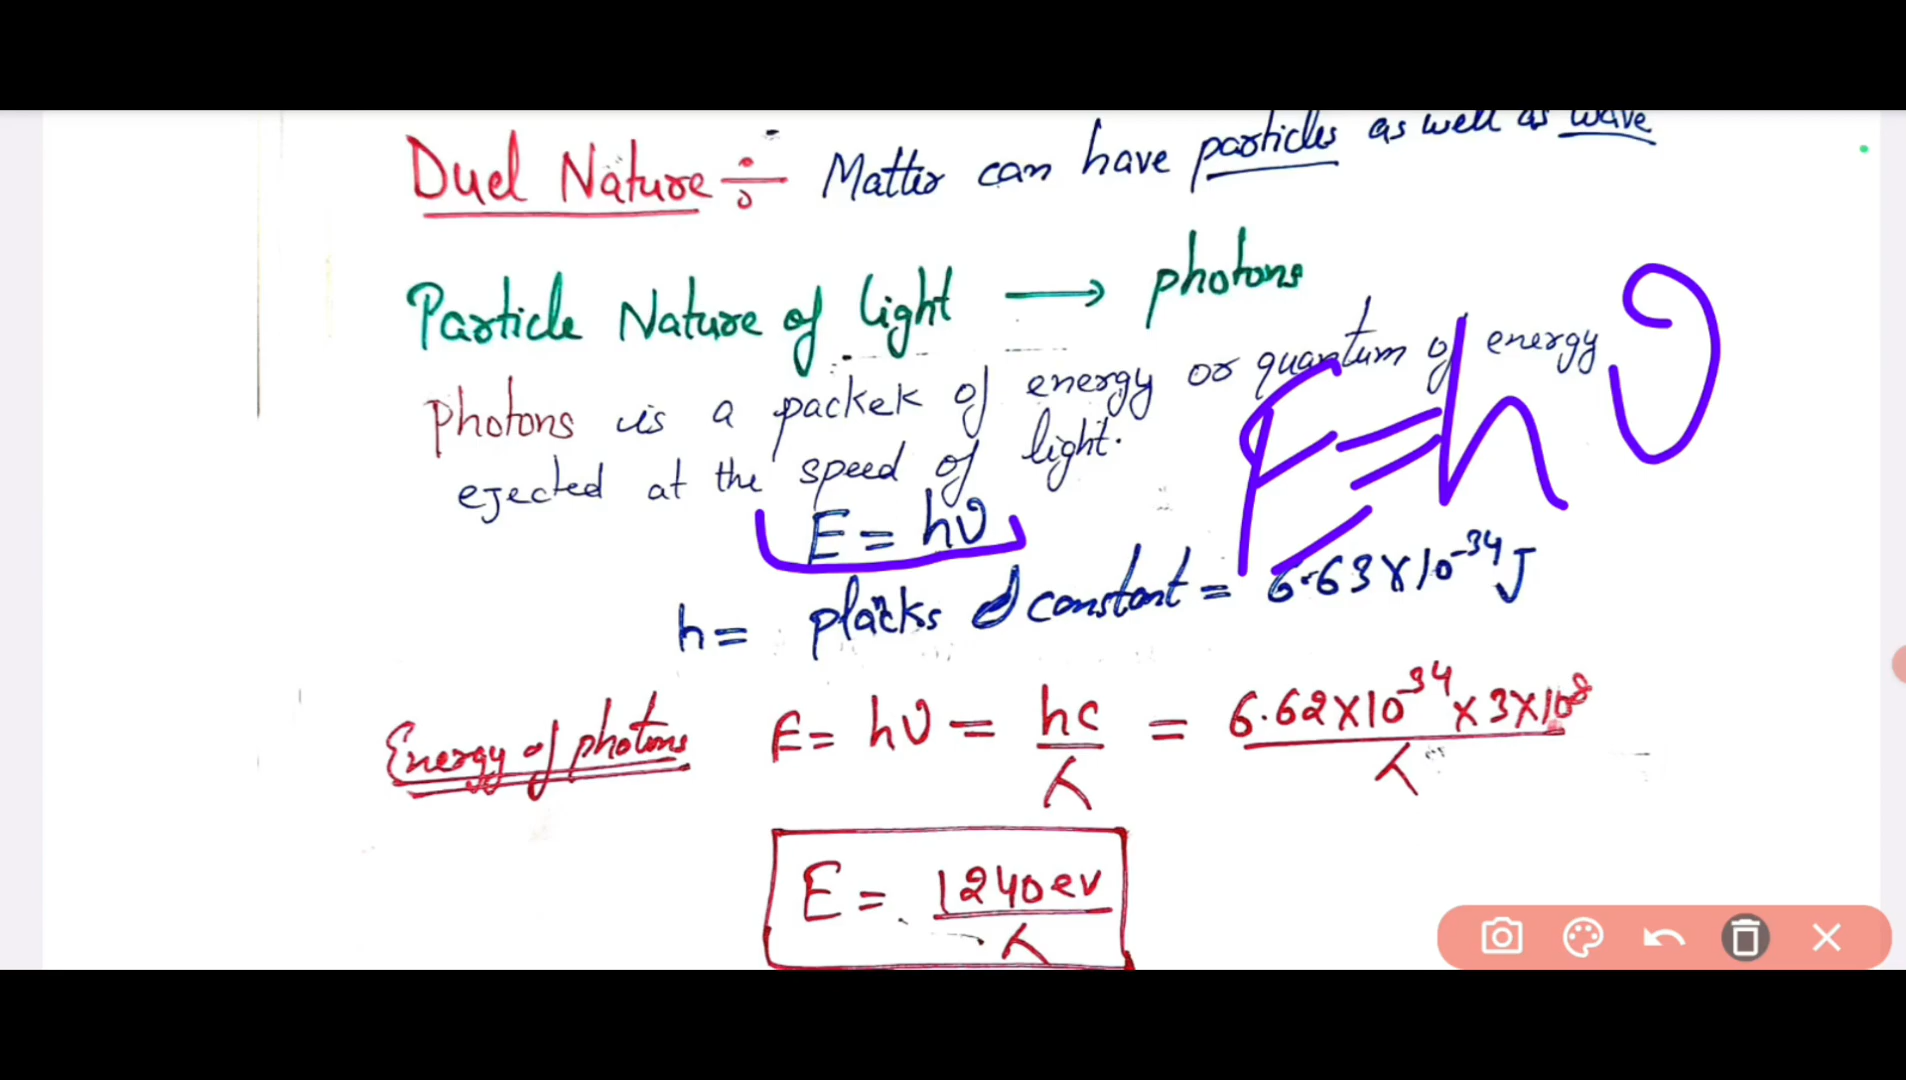 Duel Nature ÷ Matter can have particles as well as wave
Particle Nature of light → photons
Photons is a packek of energy or quantum of energy
ejected at the speed of light.
E = hν
E = hν
h = placks constant = 6.63 X 10⁻³⁴ J
Energy of photons E = hν = hc/λ = 6.62 X 10⁻³⁴ x 3 X 10⁸/λ
E = 1240 ev/λ